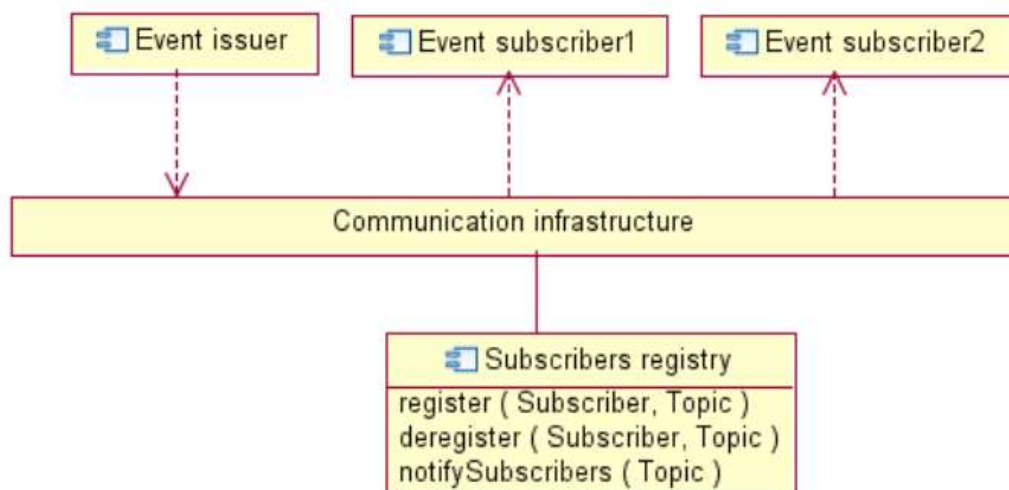 Event issuer
Event subscriber1
Event subscriber2
Communication infrastructure
Subscribers registry
register ( Subscriber, Topic )
deregister ( Subscriber, Topic )
notifySubscribers ( Topic )